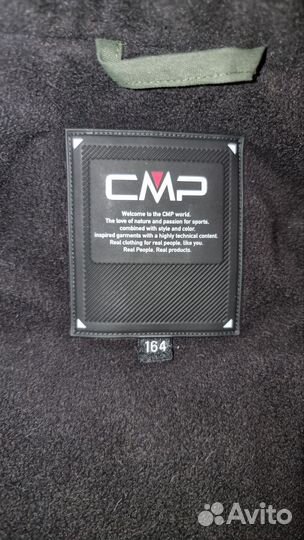 CMP
Welcome to the CMP world.
The love of nature and passion for sports,
combined with style and color,
inspired garments with a highly technical content.
Real clothing for real people, like you.
Real People, Real products.
164
Avito